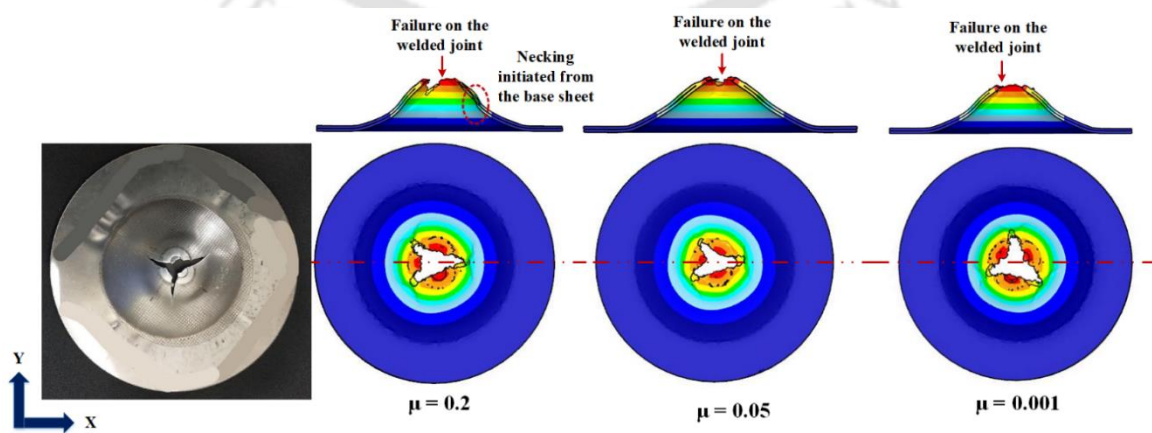 Failure on the
welded joint
Necking
initiated from
the base sheet
Failure on the
welded joint
Failure on the
welded joint
Y
X
μ = 0.2
μ = 0.05
μ = 0.001